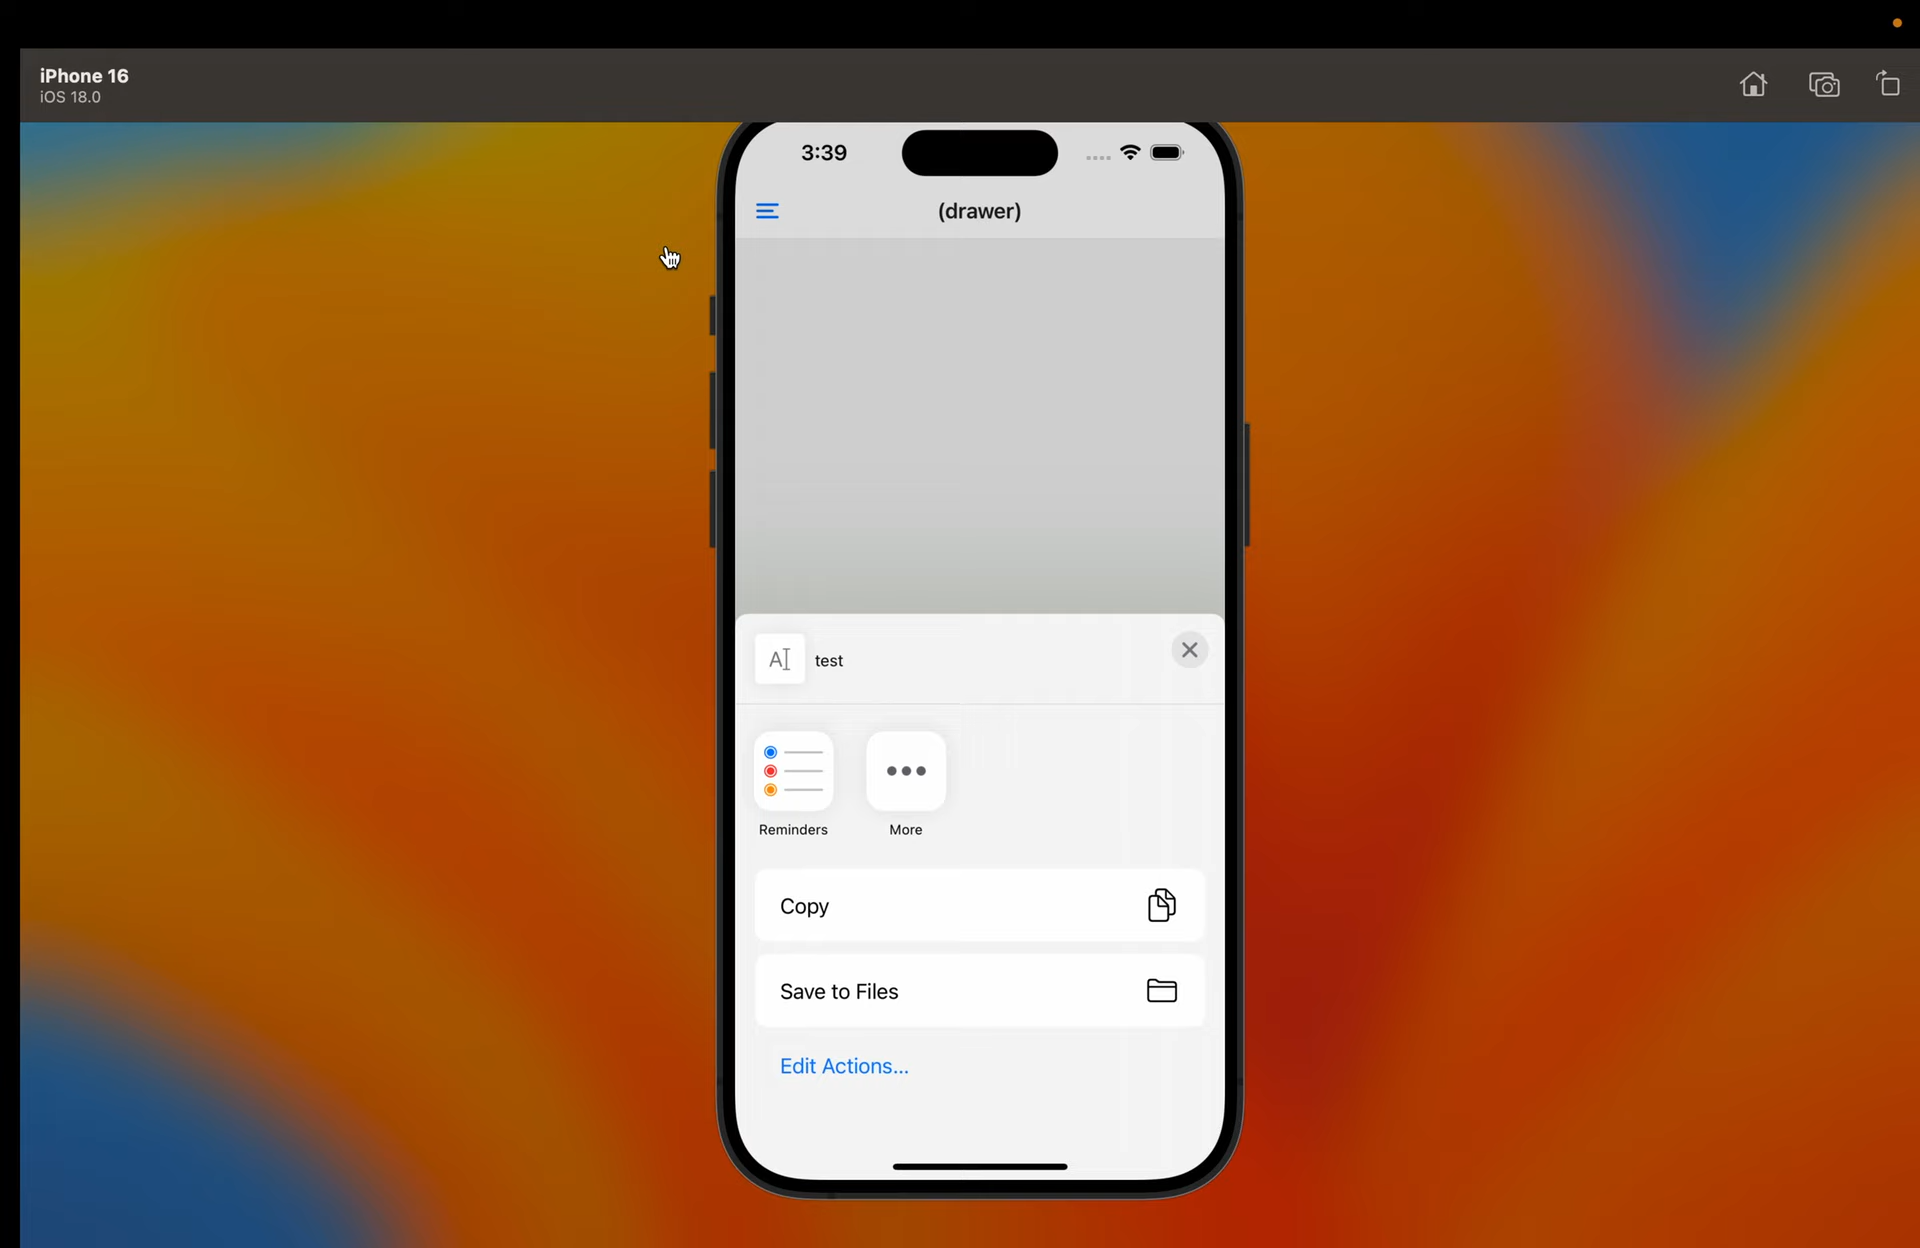 iPhone 16
iOS 18.0
3:39
(drawer)
test
Reminders
More
Copy
Save to Files
Edit Actions...